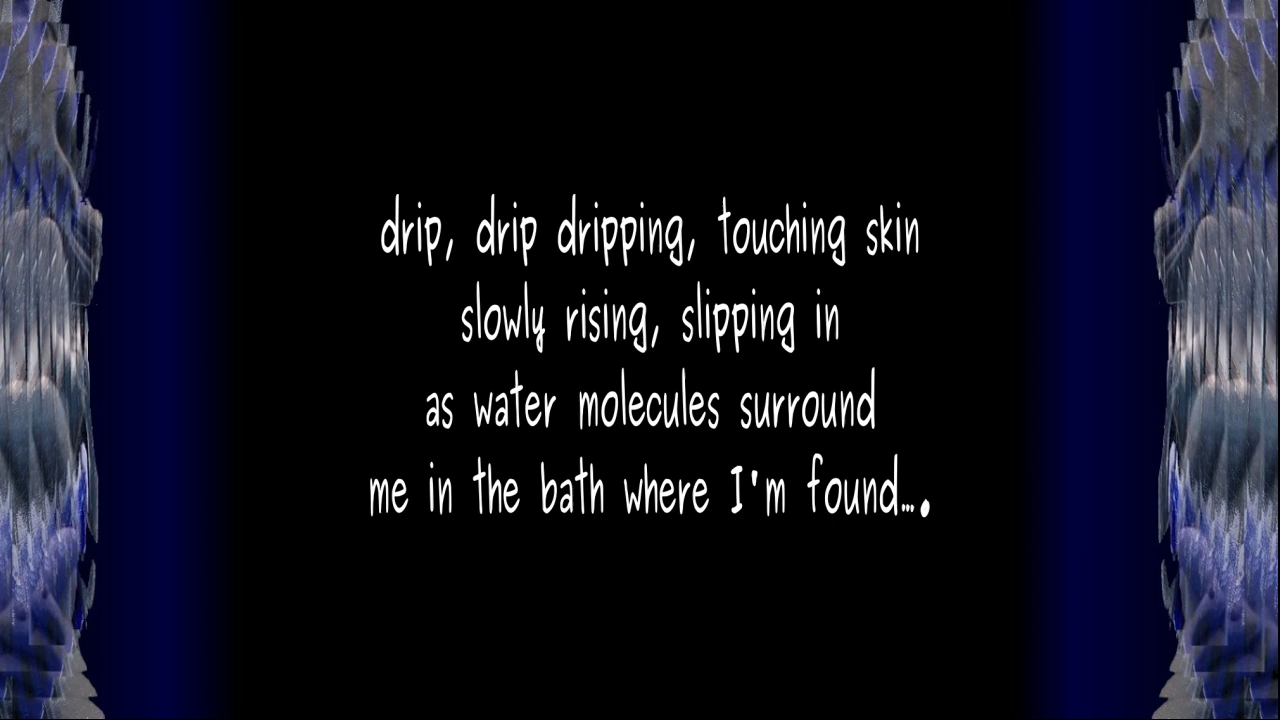 drip, drip dripping, touching skin
slowly rising, slipping in
as water molecules surround
me in the bath where I'm found....